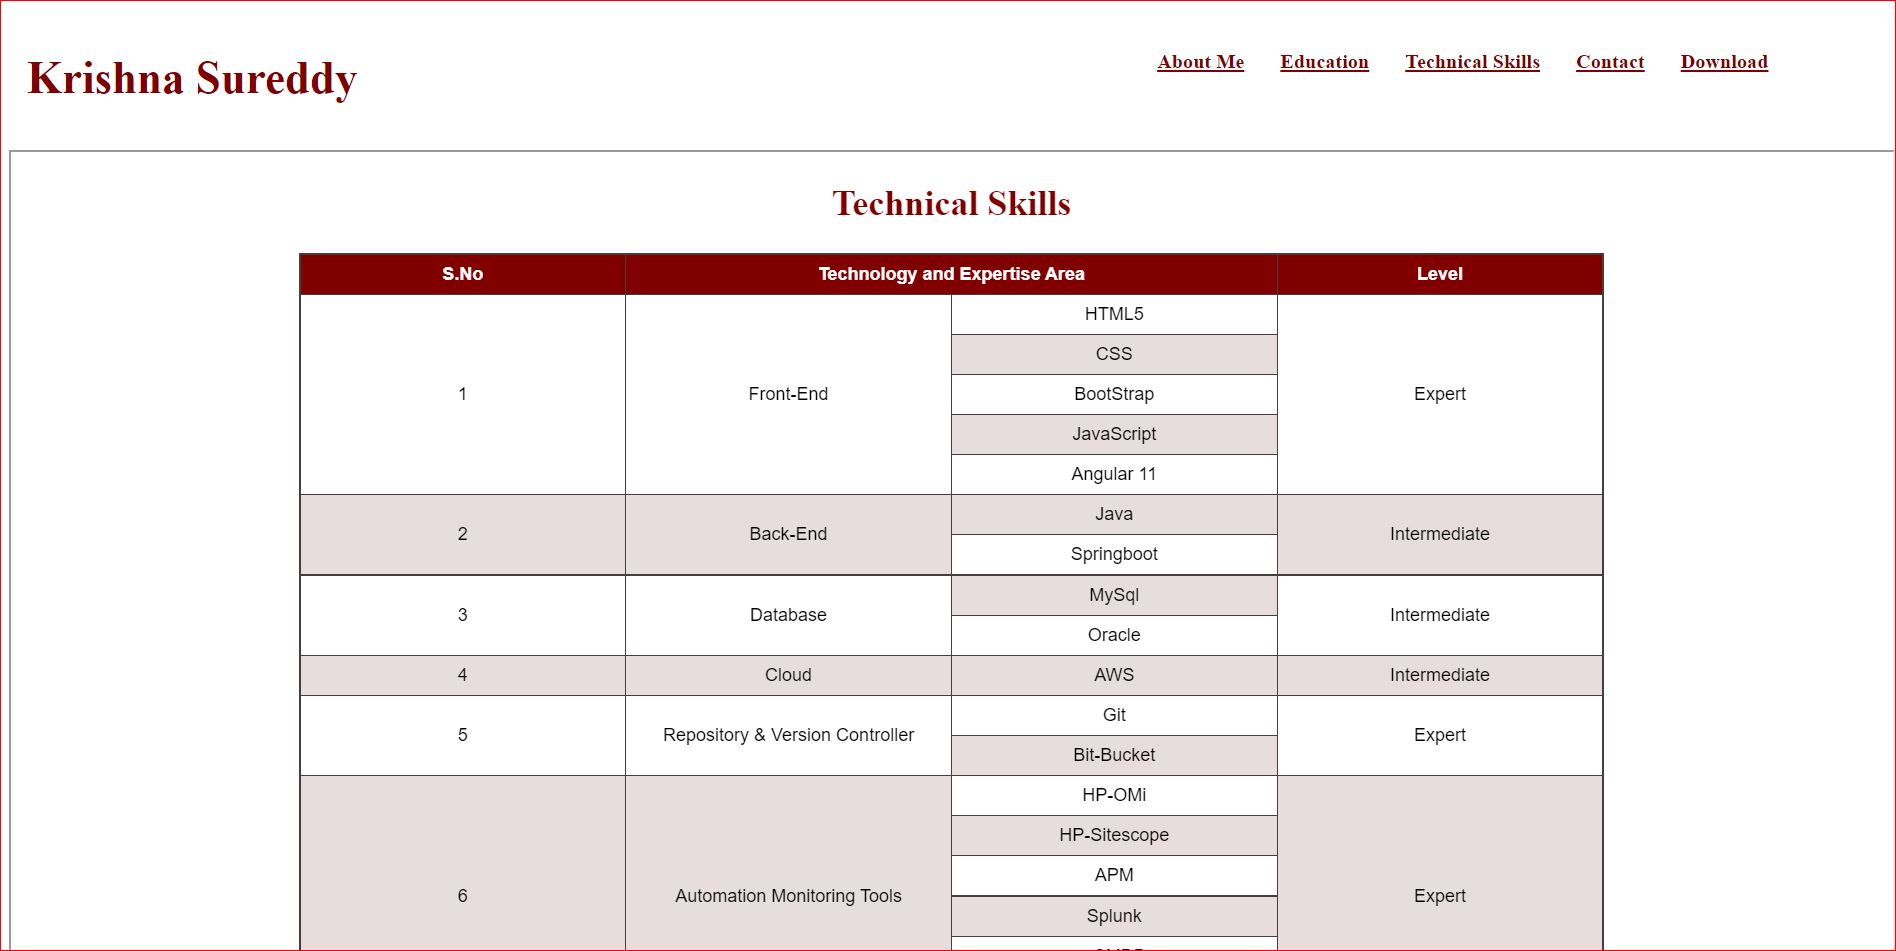 Krishna Sureddy
About Me Education Technical Skills Contact Download
Technical Skills
S.No Technology and Expertise Area Level
1 Front-End HTML5 Expert
CSS
BootStrap
JavaScript
Angular 11
2 Back-End Java Intermediate
Springboot
3 Database MySql Intermediate
Oracle
4 Cloud AWS Intermediate
5 Repository & Version Controller Git Expert
Bit-Bucket
6 Automation Monitoring Tools HP-OMi Expert
HP-Sitescope
APM
Splunk